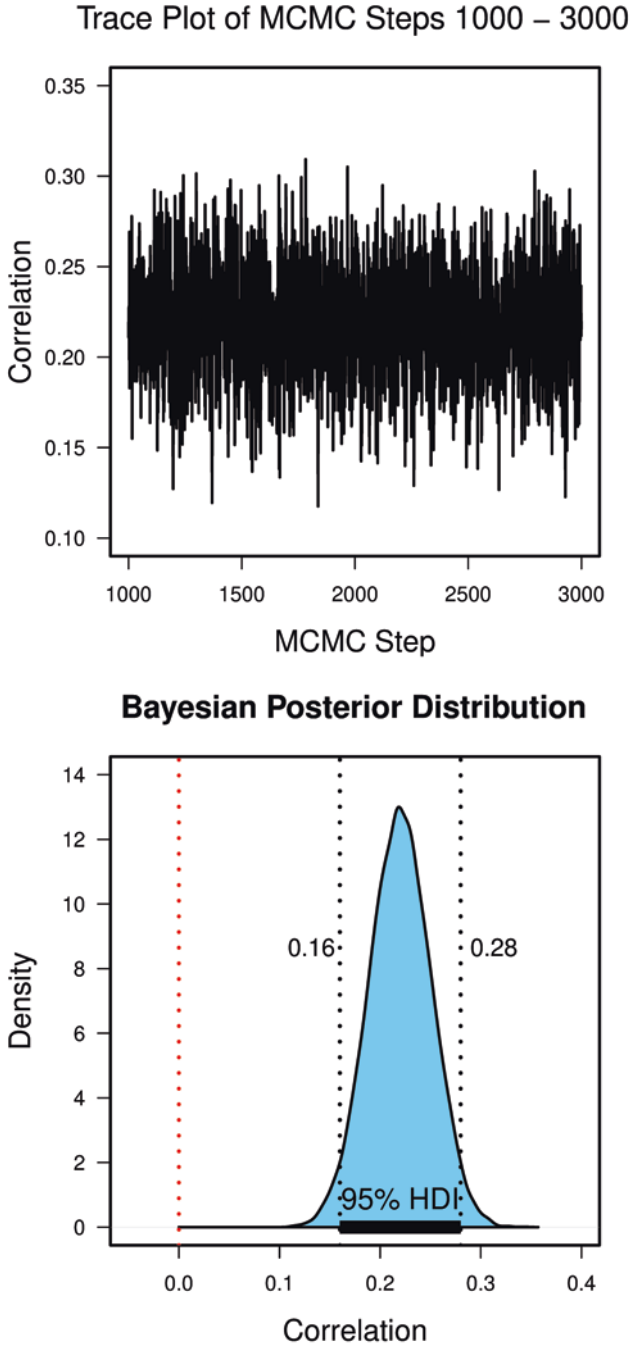 Trace Plot of MCMC Steps 1000 – 3000
0.35
0.30
0.25
0.20
0.15
0.10
Correlation
1000 1500 2000 2500 3000
MCMC Step
Bayesian Posterior Distribution
14
12
10
8
6
4
2
0
Density
0.16
0.28
95% HDI
0.0 0.1 0.2 0.3 0.4
Correlation